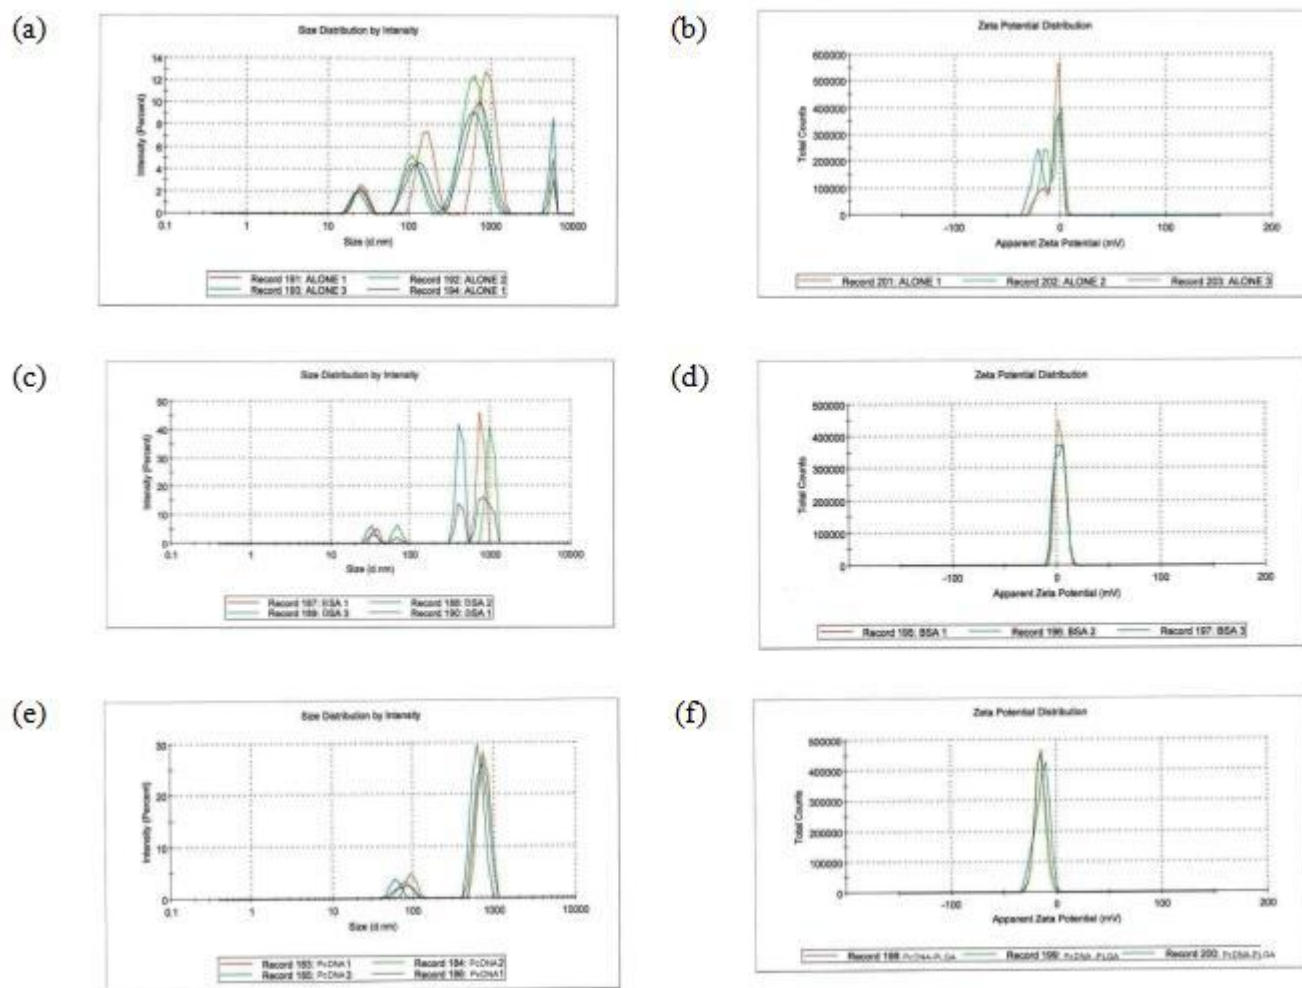 (a)
Size Distribution by Intensity
14
12
10
8
6
4
2
0
Intensity (Percent)
0.1 1 10 100 1000 10000
Size (d.nm)
Record 191: ALONE 1 Record 192: ALONE 2
Record 193: ALONE 3 Record 194: ALONE 1
(b)
Zeta Potential Distribution
600000
500000
400000
300000
200000
100000
0
Total Counts
-100 0 100 200
Apparent Zeta Potential (mV)
Record 201: ALONE 1 Record 202: ALONE 2 Record 203: ALONE 3
(c)
Size Distribution by Intensity
50
40
30
20
10
0
Intensity (Percent)
0.1 1 10 100 1000 10000
Size (d.nm)
Record 187: BSA 1 Record 188: BSA 2
Record 189: BSA 3 Record 190: BSA 1
(d)
Zeta Potential Distribution
500000
400000
300000
200000
100000
0
Total Counts
-100 0 100 200
Apparent Zeta Potential (mV)
Record 195: BSA 1 Record 196: BSA 2 Record 197: BSA 3
(e)
Size Distribution by Intensity
30
20
10
0
Intensity (Percent)
0.1 1 10 100 1000 10000
Size (d.nm)
Record 183: PcDNA1 Record 184: PcDNA2
Record 185: PcDNA3 Record 186: PcDNA1
(f)
Zeta Potential Distribution
500000
400000
300000
200000
100000
0
Total Counts
-100 0 100 200
Apparent Zeta Potential (mV)
Record 198: PcDNA-PLGA Record 199: PcDNA-PLGA Record 200: PcDNA-PLGA